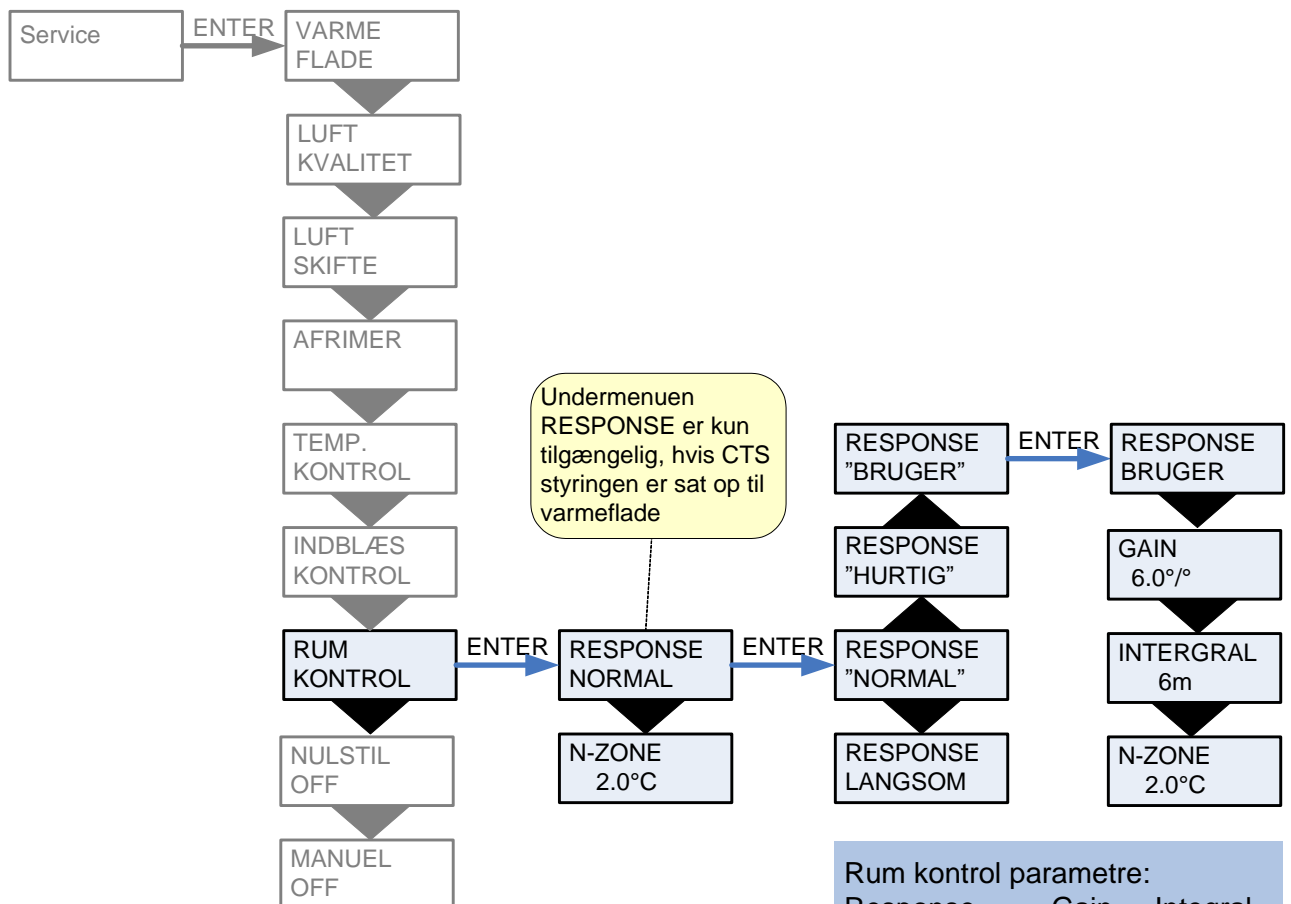 Service
ENTER
VARME
FLADE
LUFT
KVALITET
LUFT
SKIFTE
AFRIMER
TEMP.
KONTROL
INDBLÆS
KONTROL
RUM
KONTROL
NULSTIL
OFF
MANUEL
OFF
ENTER
Undermenuen
RESPONSE er kun
tilgængelig, hvis CTS
styringen er sat op til
varmeflade
RESPONSE
NORMAL
N-ZONE
2.0°C
ENTER
RESPONSE
”BRUGER”
RESPONSE
”HURTIG”
RESPONSE
”NORMAL”
RESPONSE
LANGSOM
ENTER
RESPONSE
BRUGER
GAIN
6.0°/°
INTERGRAL
6m
N-ZONE
2.0°C
Rum kontrol parametre:
Response Gain Integral